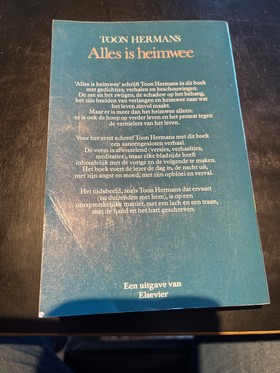 TOON HERMANS
Alles is heimwee
'Alles is heimwee' schrijft Toon Hermans in dit boek
met gedichten, verhalen en beschouwingen.
De zee en het zwijgen, de schaduw op het behang,
het zijn beelden van verlangen en heimwee naar wat
het leven zinvol maakt.
Maar er is meer dan het heimwee alleen:
er is ook de hoop op verder leven en het protest tegen
de vernielers van het leven.
Voor het eerst schreef Toon Hermans met dit boek
een aaneengesloten verhaal.
De vorm is afwisselend (versjes, verhaaltjes,
meditaties), maar elke bladzijde heeft
inhoudelijk met de vorige en de volgende te maken.
Het boek voert de lezer de dag in, de nacht uit,
met zijn angst en moed, met zijn opbloei en verval.
Het tijdsbeeld, zoals Toon Hermans dat ervaart
(en duizenden met hem), is op een
oorspronkelijke manier, met een lach en een traan,
met de hand en het hart geschreven.
Een uitgave van
Elsevier